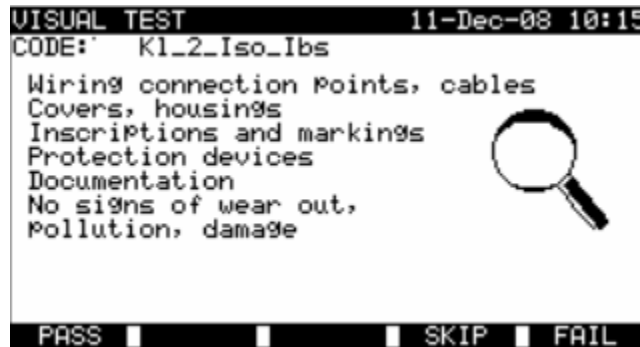 VISUAL TEST 11-Dec-08 10:15
CODE: Kl_2_Iso_Ibs
Wiring connection points, cables
Covers, housings
Inscriptions and markings
Protection devices
Documentation
No signs of wear out,
pollution, damage
PASS SKIP FAIL